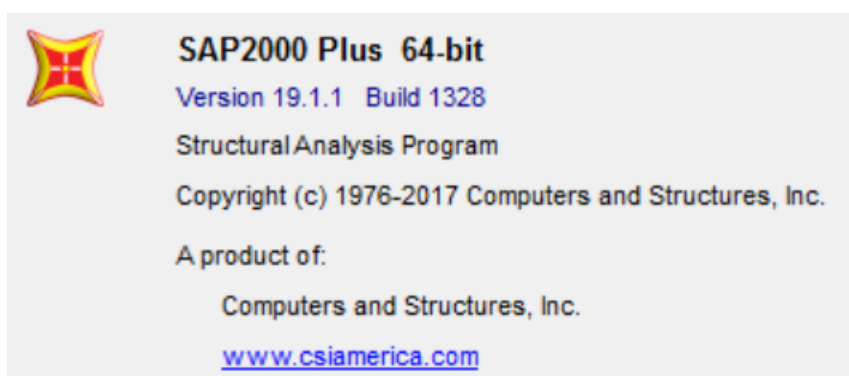 SAP2000 Plus 64-bit
Version 19.1.1 Build 1328
Structural Analysis Program
Copyright (c) 1976-2017 Computers and Structures, Inc.
A product of:
Computers and Structures, Inc.
www.csiamerica.com